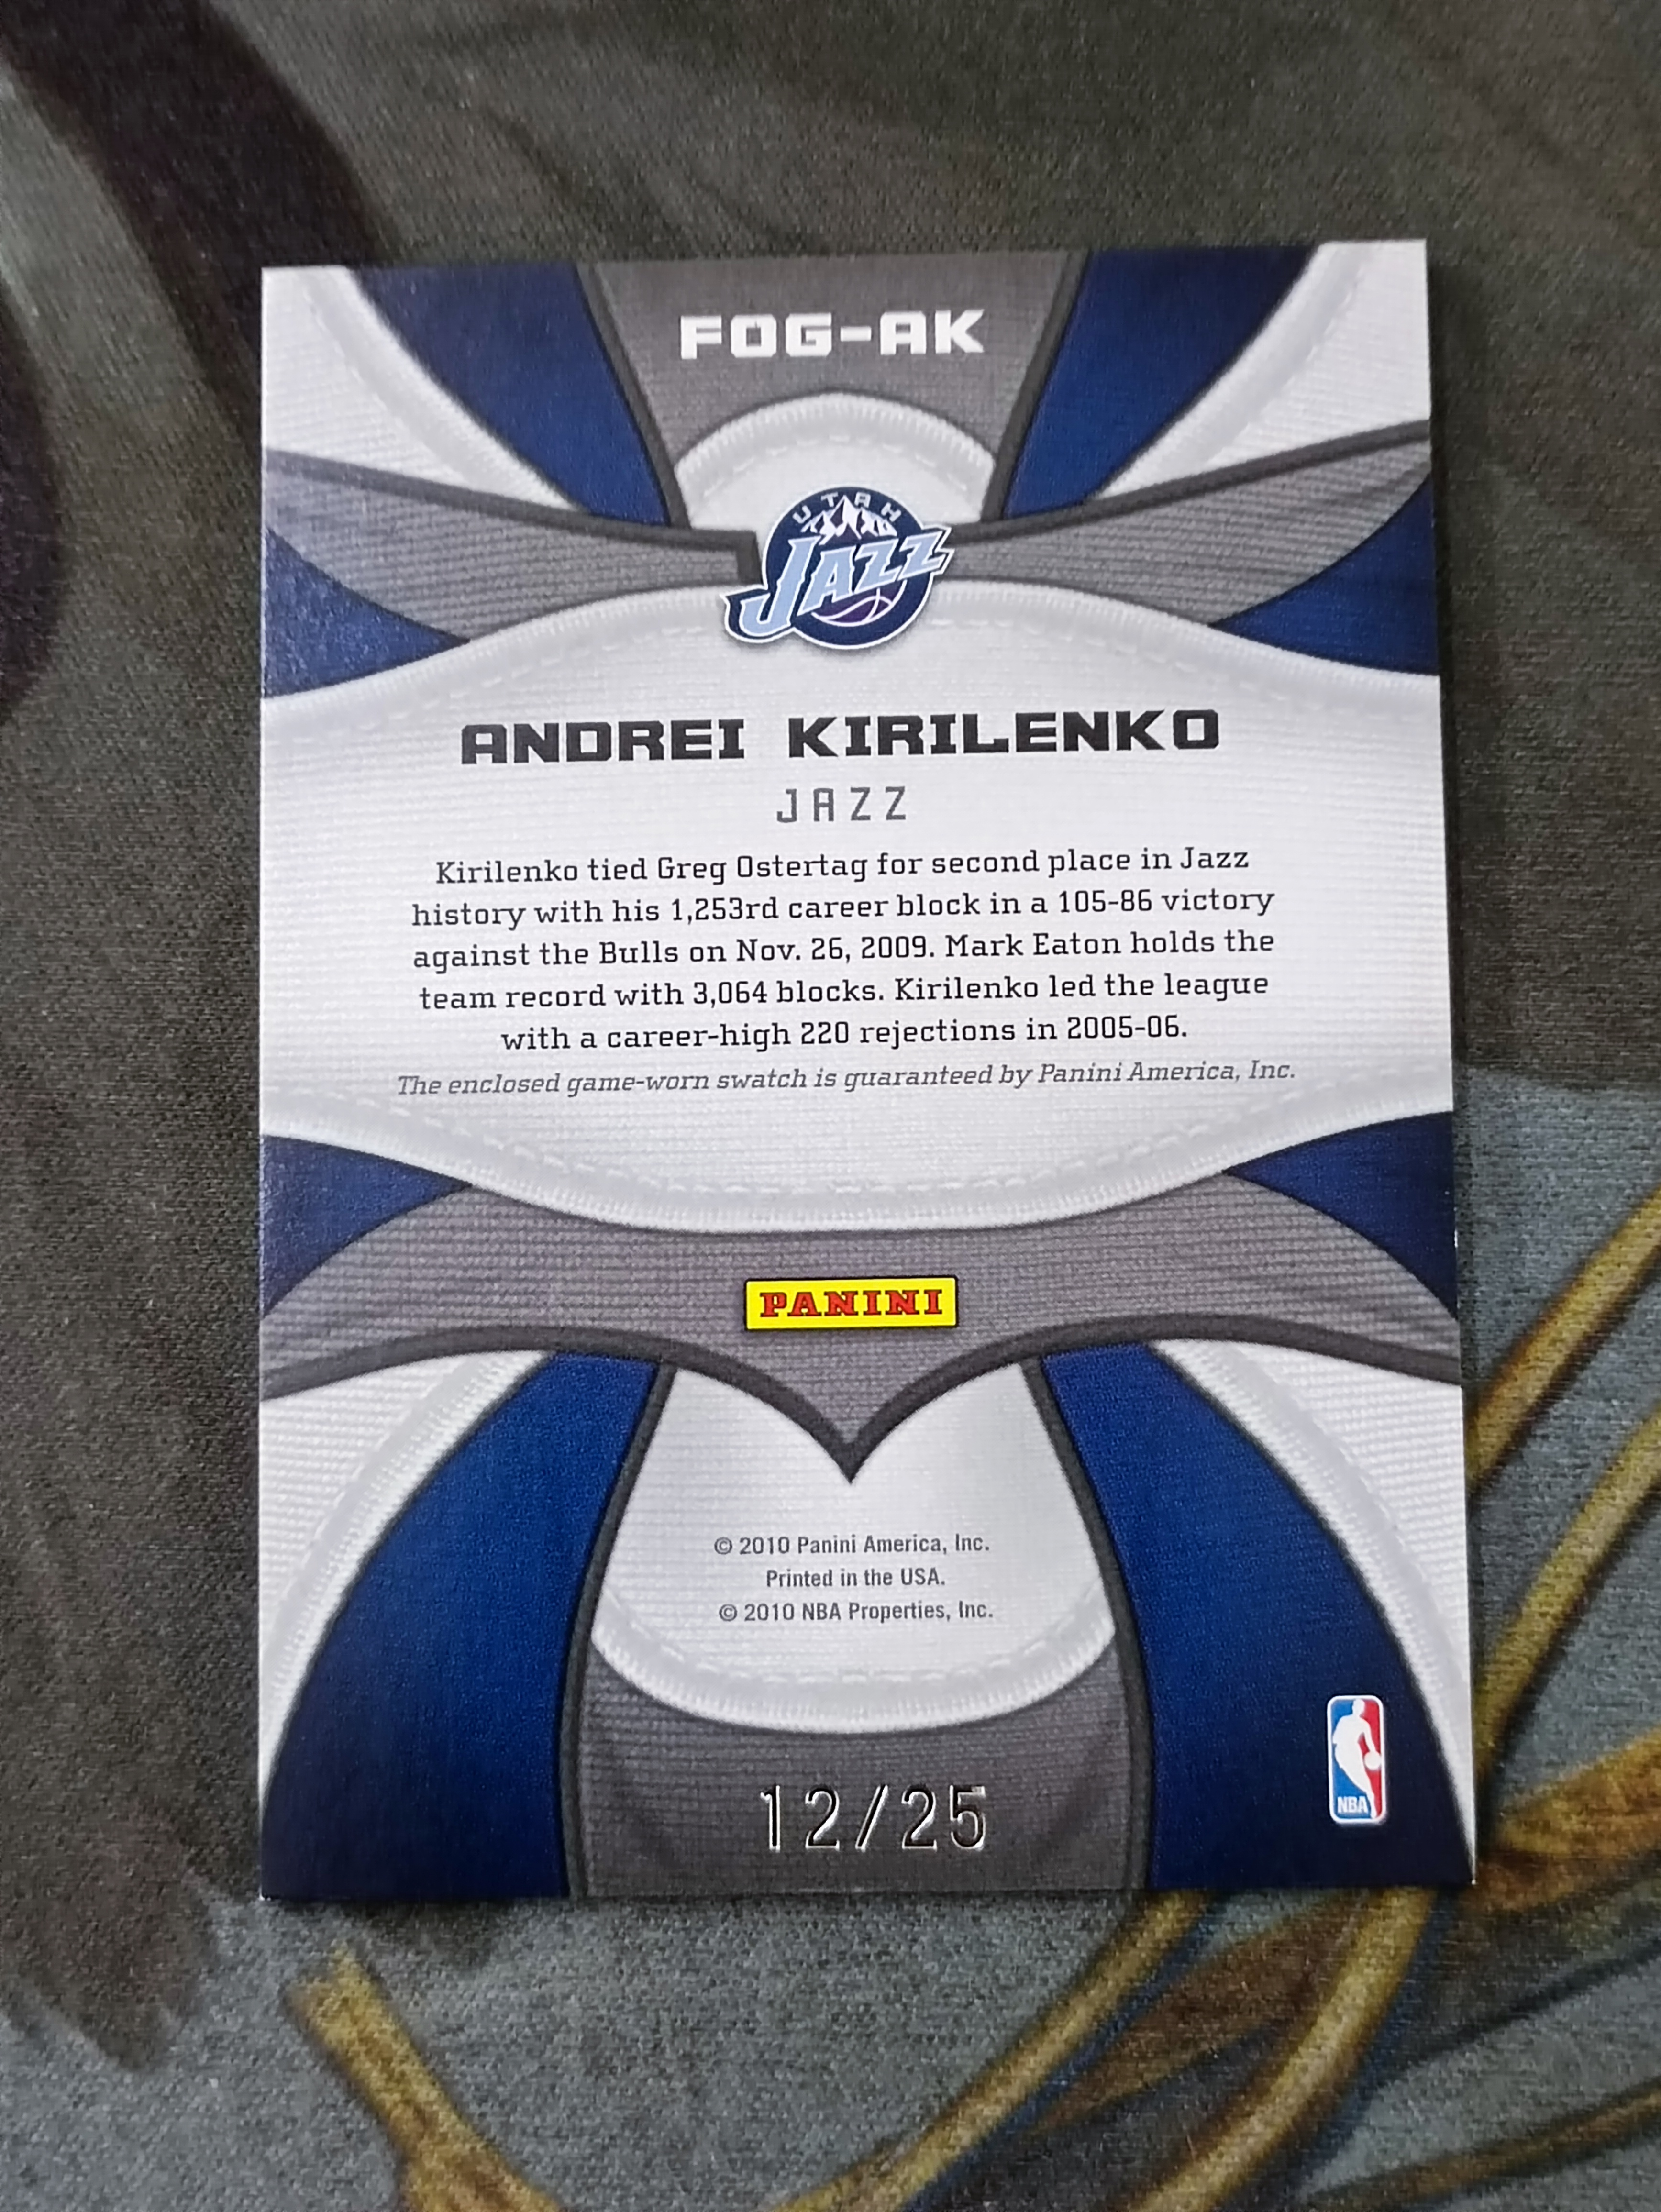 FOG-AK
UTAH
JAZZ
ANDREI KIRILENKO
JAZZ
Kirilenko tied Greg Ostertag for second place in Jazz
history with his 1,253rd career block in a 105-86 victory
against the Bulls on Nov. 26, 2009. Mark Eaton holds the
team record with 3,064 blocks. Kirilenko led the league
with a career-high 220 rejections in 2005-06.
The enclosed game-worn swatch is guaranteed by Panini America, Inc.
PANINI
© 2010 Panini America, Inc.
Printed in the USA.
© 2010 NBA Properties, Inc.
NBA
12/25